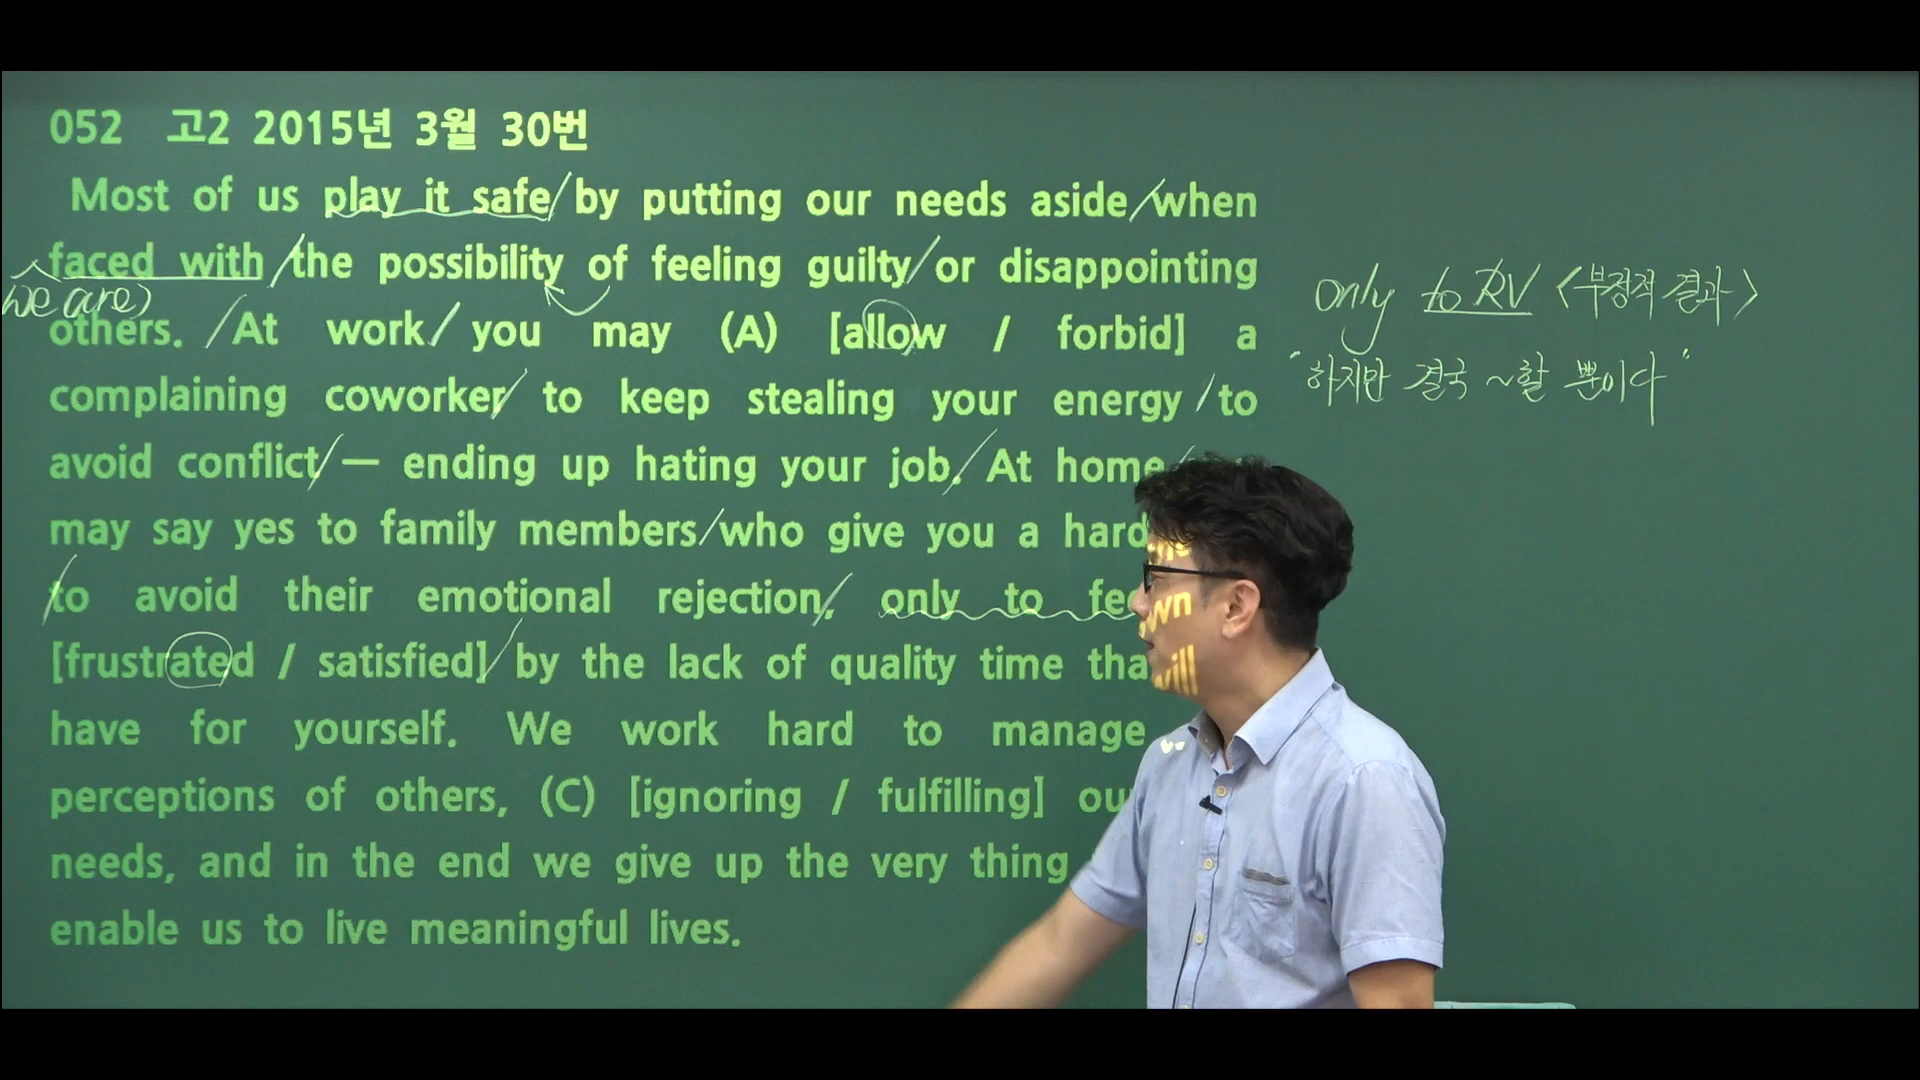 052 고2 2015년 3월 30번
Most of us play it safe by putting our needs aside when
faced with the possibility of feeling guilty or disappointing
we are)
others. At work you may (A) [allow / forbid] a
complaining coworker to keep stealing your energy to
avoid conflict — ending up hating your job. At home
may say yes to family members who give you a hard
to avoid their emotional rejection, only to
[frustrated / satisfied] by the lack of quality time
have for yourself. We work hard to manage
perceptions of others, (C) [ignoring / fulfilling]
needs, and in the end we give up the very thing
enable us to live meaningful lives.
only to RV <부정적 결과>
"하지만 결국 ~할 뿐이다"